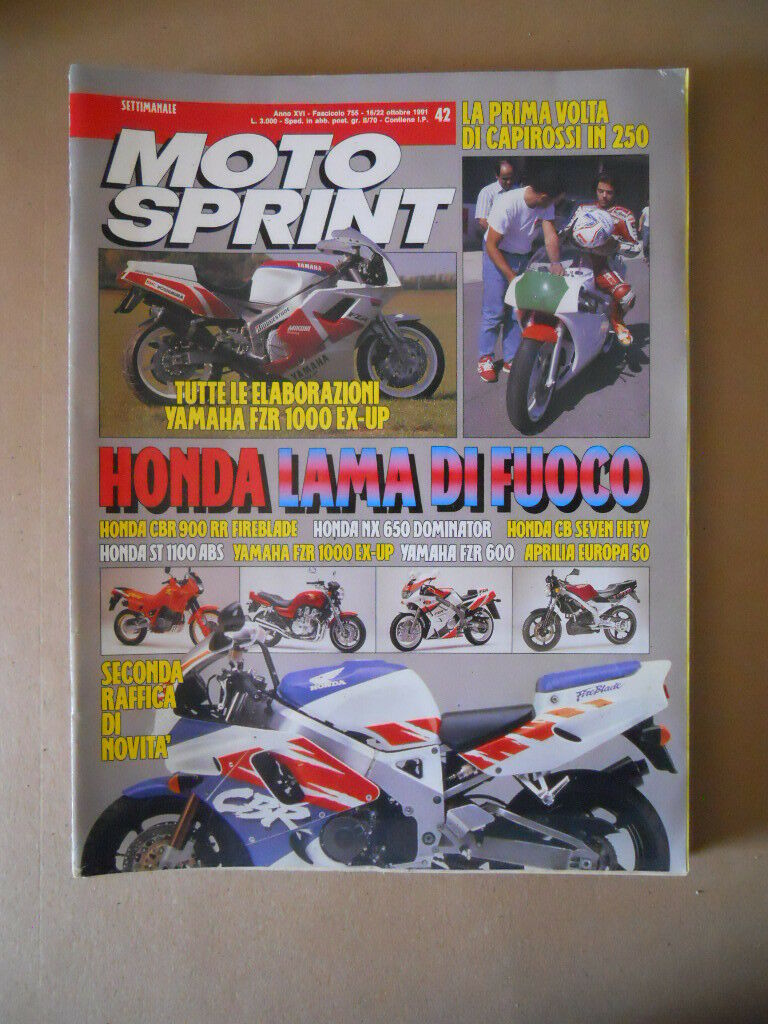 SETTIMANALE
Anno XVI - Fascicolo 755 - 16/22 ottobre 1991
L. 3.000 - Sped. in abb. post. gr. II/70 - Contiene I.P.
42
MOTO
SPRINT
LA PRIMA VOLTA
DI CAPIROSSI IN 250
YAMAHA
MIKUNI
FZR
YAMAHA
TUTTE LE ELABORAZIONI
YAMAHA FZR 1000 EX-UP
HONDA LAMA DI FUOCO
HONDA CBR 900 RR FIREBLADE HONDA NX 650 DOMINATOR HONDA CB SEVEN FIFTY
HONDA ST 1100 ABS YAMAHA FZR 1000 EX-UP YAMAHA FZR 600 APRILIA EUROPA 50
SECONDA
RAFFICA
DI
NOVITA'
HONDA
FireBlade
CBR